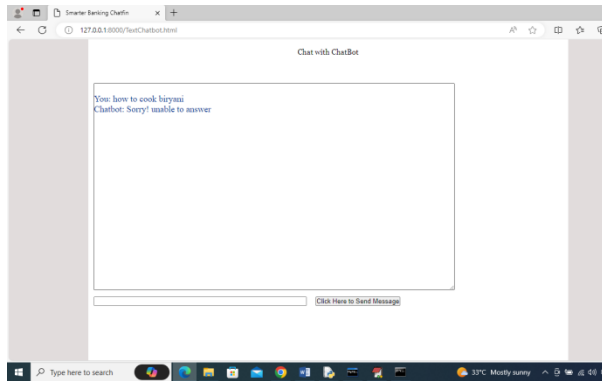 Smarter Banking Chatfin
127.0.0.1:8000/TextChatbot.html
Chat with ChatBot
You: how to cook biryani
Chatbot: Sorry! unable to answer
Click Here to Send Message
Type here to search
33°C Mostly sunny